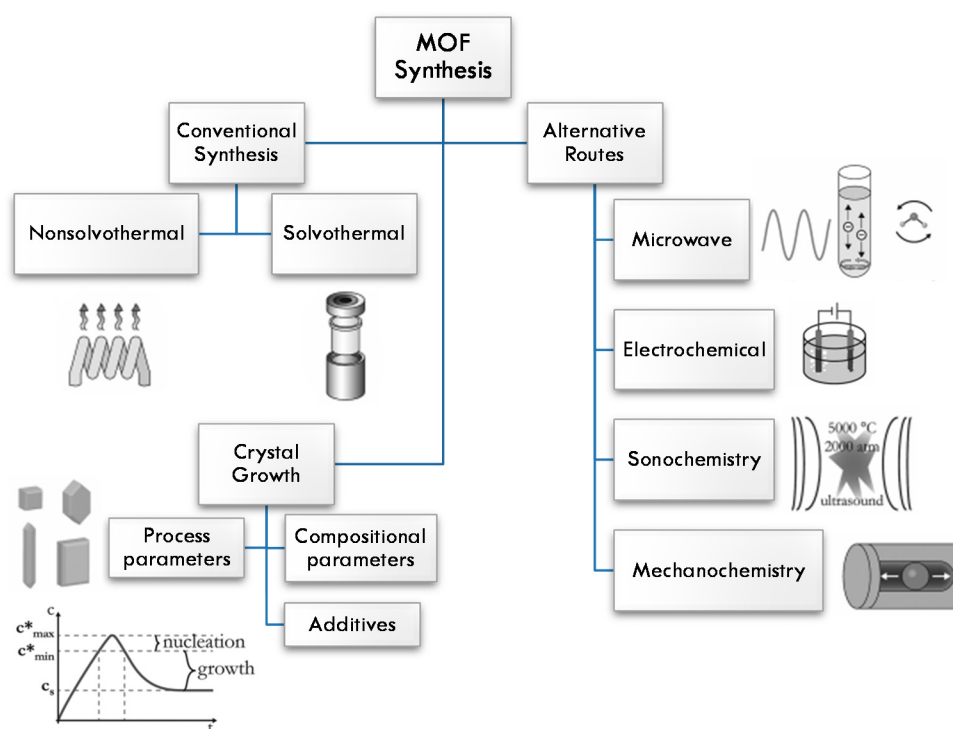 MOF
Synthesis
Conventional
Synthesis
Alternative
Routes
Nonsolvothermal
Solvothermal
Microwave
Electrochemical
Sonochemistry
5000 °C
2000 atm
ultrasound
Mechanochemistry
Crystal
Growth
Process
parameters
Compositional
parameters
Additives
c
c*max
nucleation
c*min
growth
cs
t